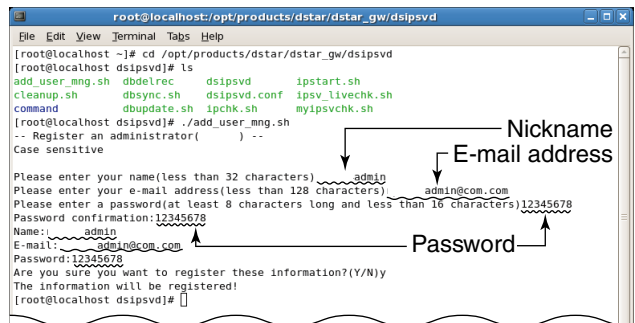 root@localhost:/opt/products/dstar/dstar_gw/dsipsvd
File Edit View Terminal Tabs Help
[root@localhost ~]# cd /opt/products/dstar/dstar_gw/dsipsvd
[root@localhost dsipsvd]# ls
add_user_mng.sh dbdelrec dsipsvd ipstart.sh
cleanup.sh dbsync.sh dsipsvd.conf ipsv_livechk.sh
command dbupdate.sh ipchk.sh myipsvchk.sh
[root@localhost dsipsvd]# ./add_user_mng.sh
-- Register an administrator( ) --
Case sensitive
Nickname
E-mail address
Please enter your name(less than 32 characters) admin
Please enter your e-mail address(less than 128 characters) admin@com.com
Please enter a password(at least 8 characters long and less than 16 characters)12345678
Password confirmation:12345678
Name: admin
E-mail: admin@com.com
Password
Password:12345678
Are you sure you want to register these information?(Y/N)y
The information will be registered!
[root@localhost dsipsvd]#